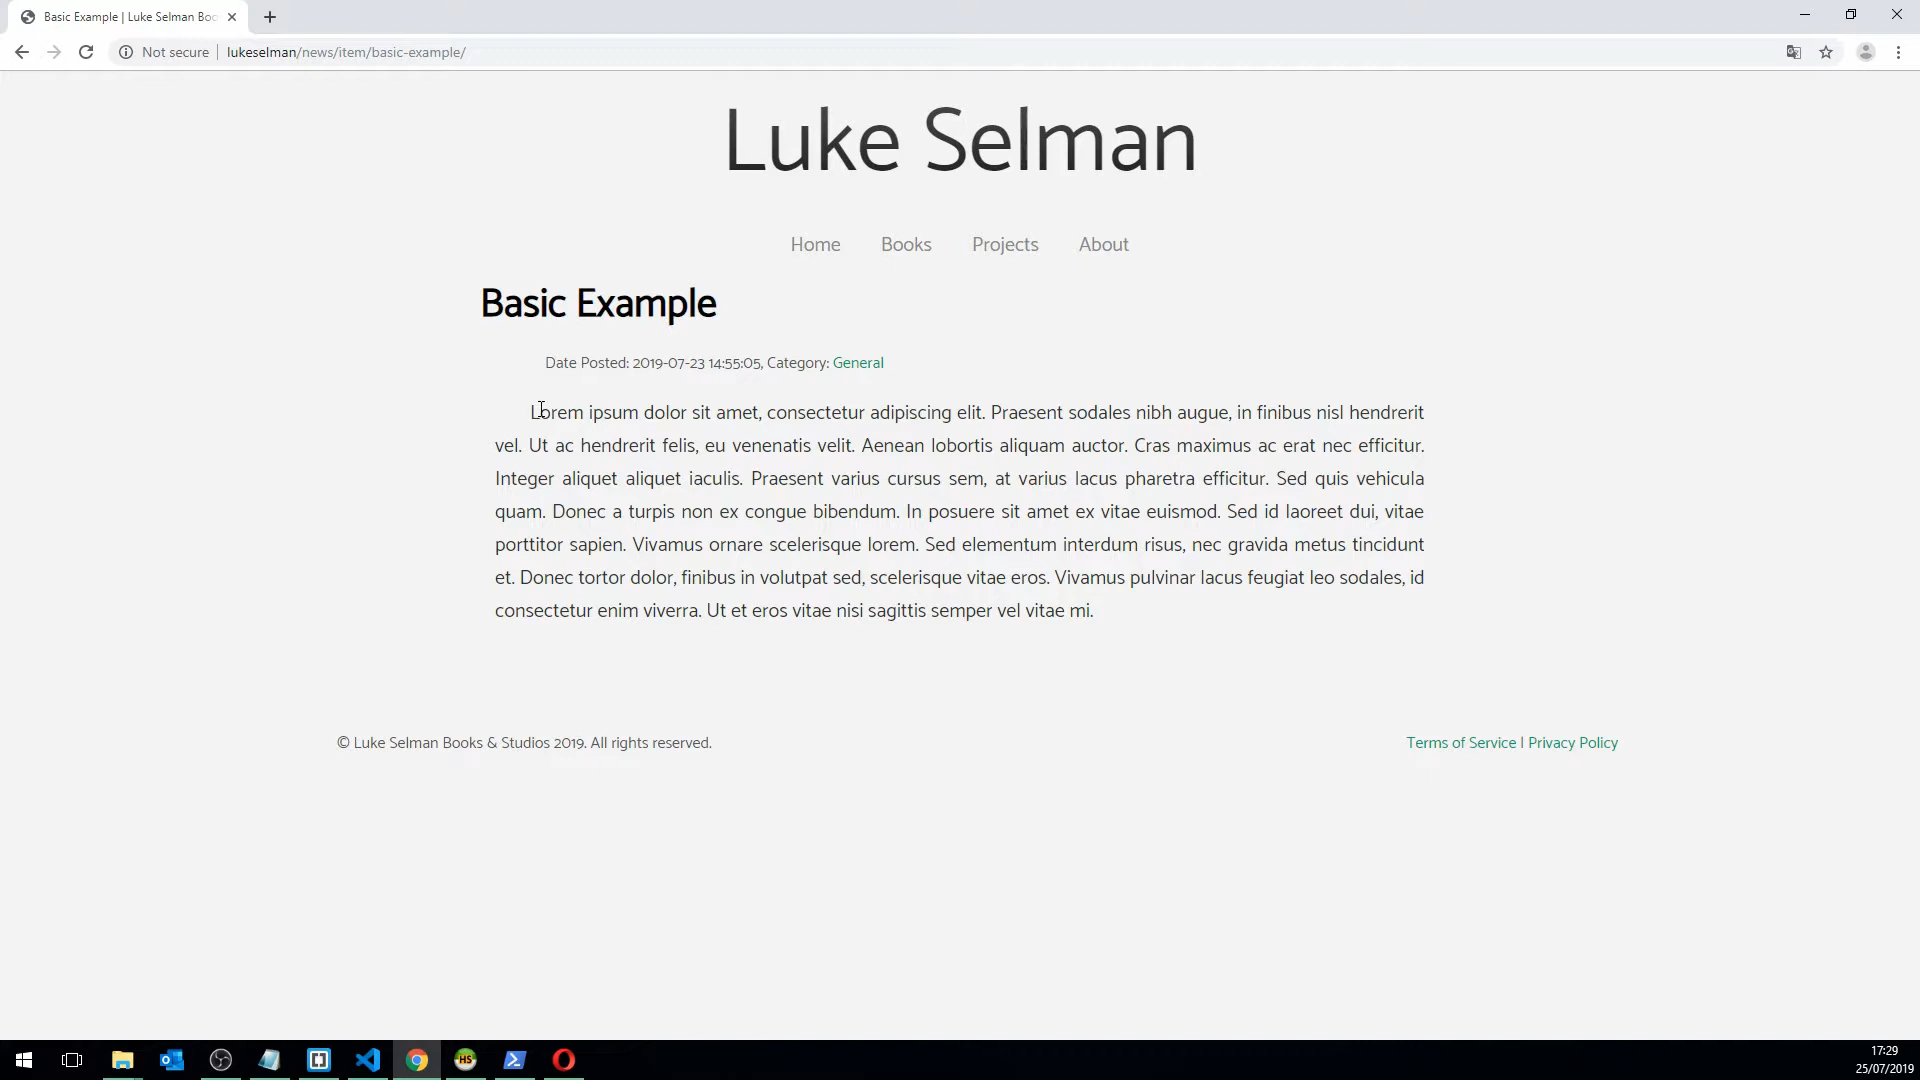 Basic Example | Luke Selman Boo
Not secure | lukeselman/news/item/basic-example/
Luke Selman
Home Books Projects About
Basic Example
Date Posted: 2019-07-23 14:55:05, Category: General
Lorem ipsum dolor sit amet, consectetur adipiscing elit. Praesent sodales nibh augue, in finibus nisl hendrerit
vel. Ut ac hendrerit felis, eu venenatis velit. Aenean lobortis aliquam auctor. Cras maximus ac erat nec efficitur.
Integer aliquet aliquet iaculis. Praesent varius cursus sem, at varius lacus pharetra efficitur. Sed quis vehicula
quam. Donec a turpis non ex congue bibendum. In posuere sit amet ex vitae euismod. Sed id laoreet dui, vitae
porttitor sapien. Vivamus ornare scelerisque lorem. Sed elementum interdum risus, nec gravida metus tincidunt
et. Donec tortor dolor, finibus in volutpat sed, scelerisque vitae eros. Vivamus pulvinar lacus feugiat leo sodales, id
consectetur enim viverra. Ut et eros vitae nisi sagittis semper vel vitae mi.
© Luke Selman Books & Studios 2019. All rights reserved.
Terms of Service | Privacy Policy
HS
17:29
25/07/2019